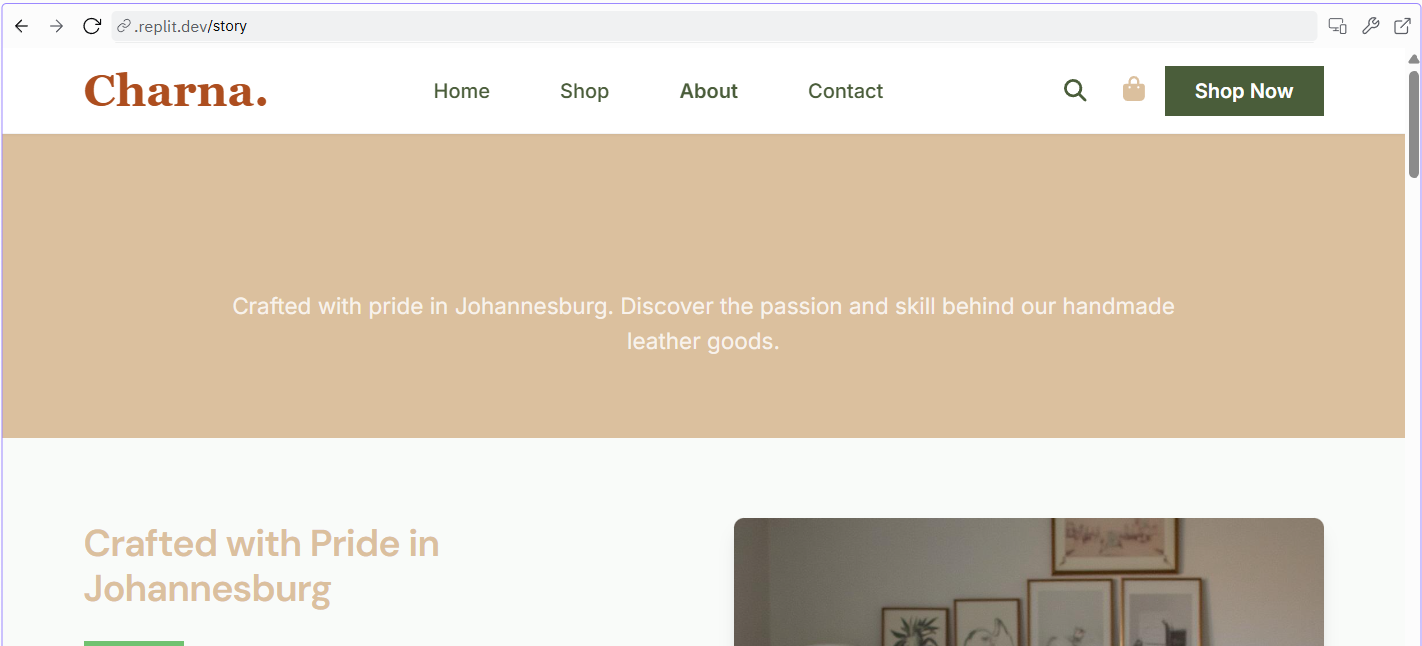 .replit.dev/story
Charna.
Home
Shop
About
Contact
Shop Now
Crafted with pride in Johannesburg. Discover the passion and skill behind our handmade
leather goods.
Crafted with Pride in
Johannesburg